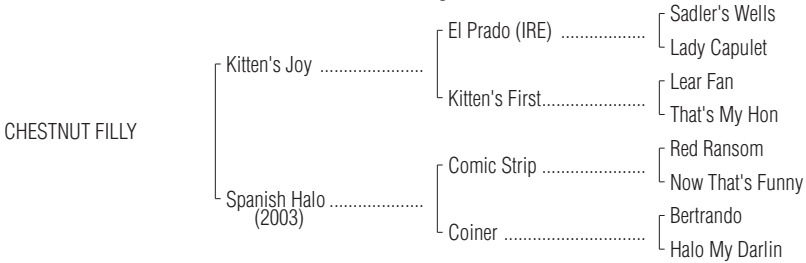 Sadler's Wells
El Prado (IRE) ..................
Lady Capulet
Kitten's Joy ......................
Lear Fan
Kitten's First......................
That's My Hon
CHESTNUT FILLY
Red Ransom
Comic Strip ......................
Now That's Funny
Spanish Halo ....................
(2003)
Bertrando
Coiner ..............................
Halo My Darlin